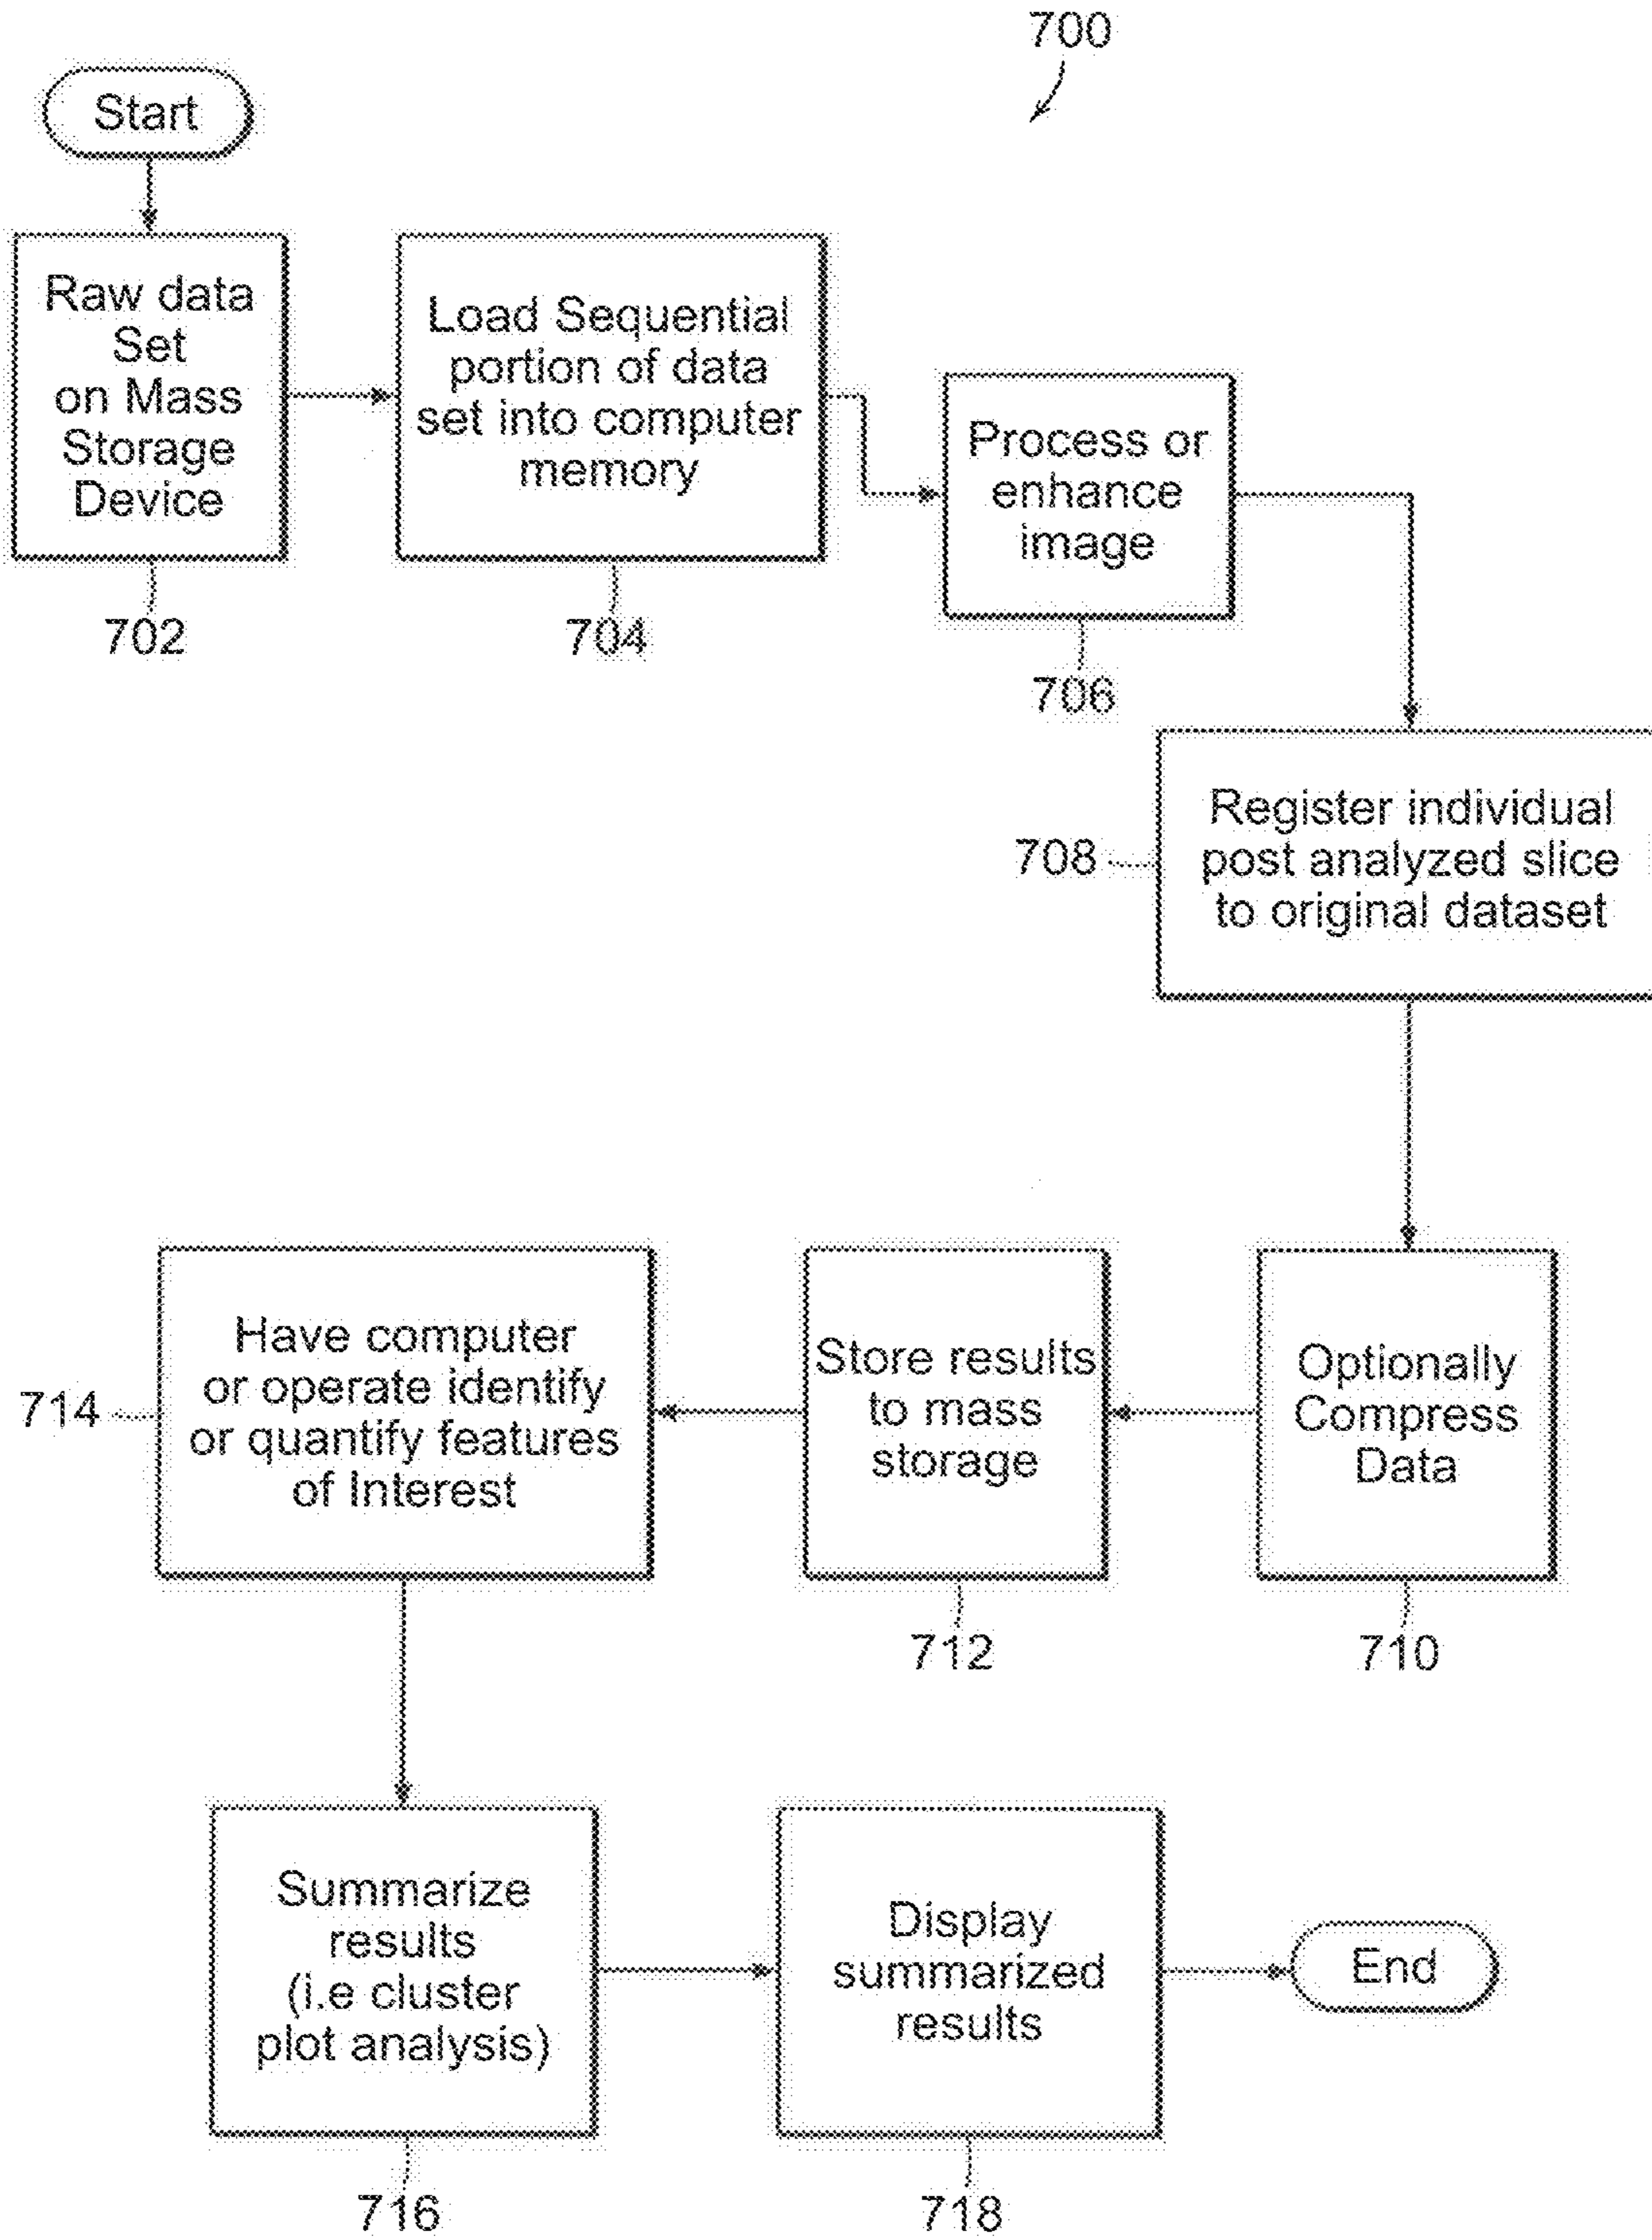 700
Start
Raw data
Set
on Mass
Storage
Device
702
Load Sequential
portion of data
set into computer
memory
704
Process or
enhance
image
706
Register individual
post analyzed slice
to original dataset
708
Optionally
Compress
Data
710
Store results
to mass
storage
712
Have computer
or operate identify
or quantify features
of Interest
714
Summarize
results
(i.e cluster
plot analysis)
716
Display
summarized
results
718
End